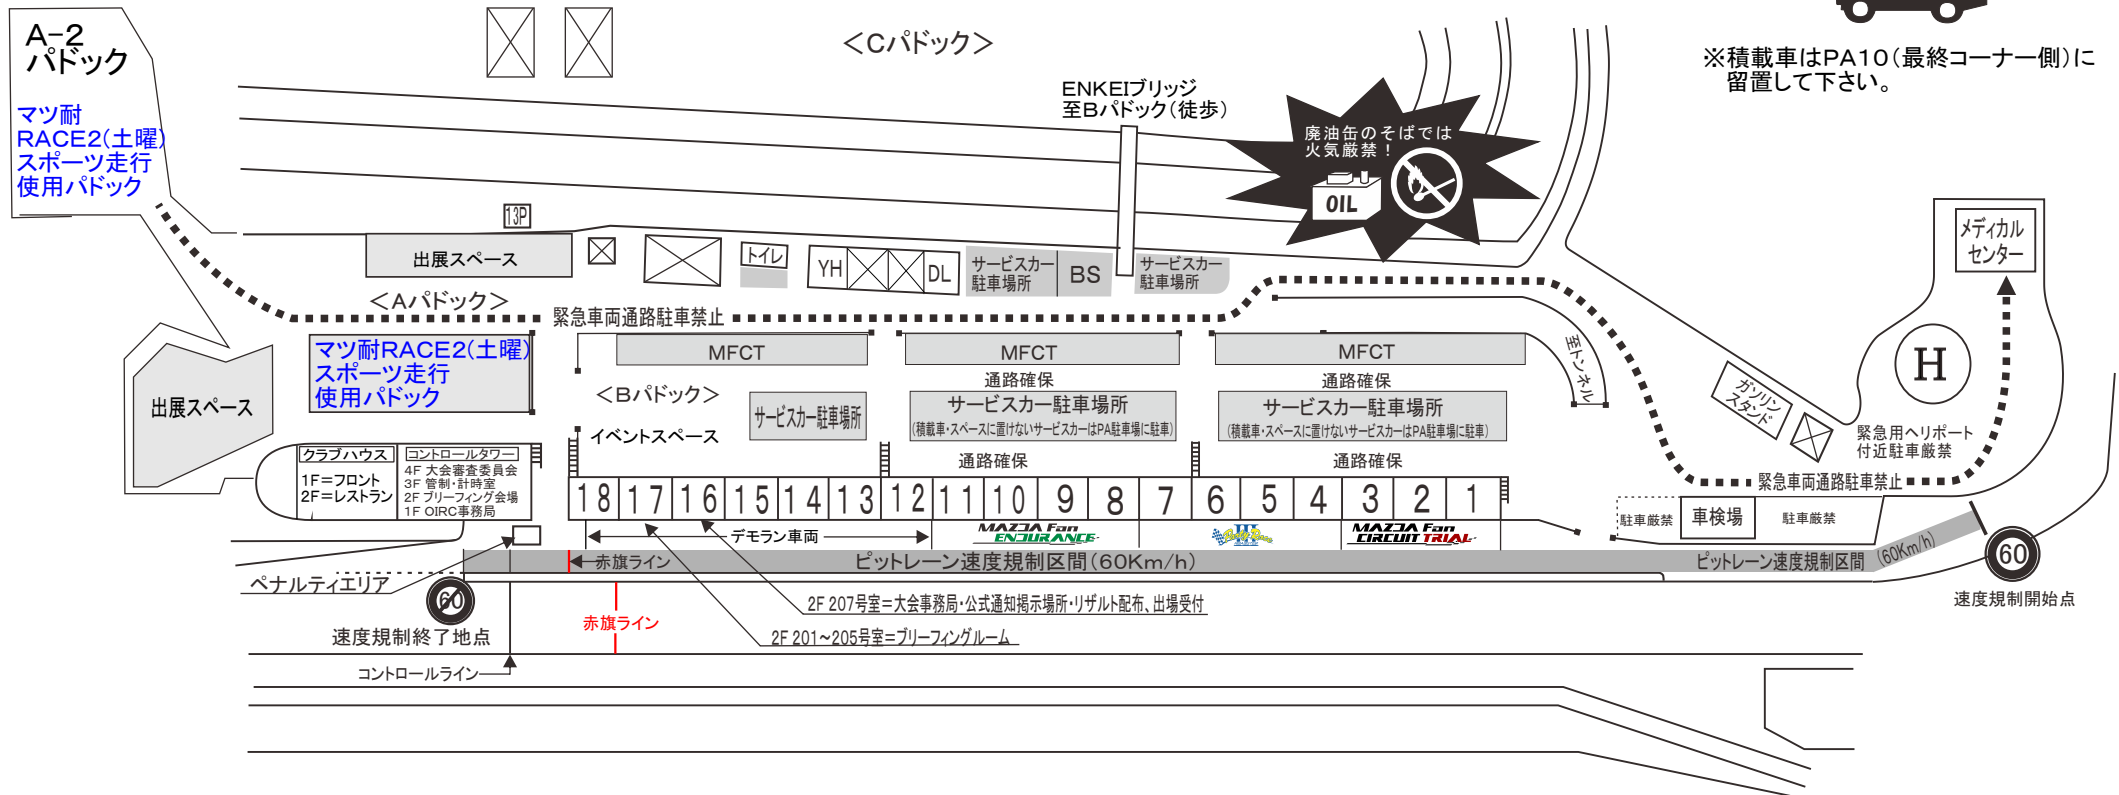 A-2
パドック
マツ耐
RACE2(土曜)
スポーツ走行
使用パドック
＜Cパドック＞
ENKEIブリッジ
至Bパドック(徒歩)
廃油缶のそばでは
火気厳禁！
OIL
※積載車はPA10(最終コーナー側)に
留置して下さい。
13P
出展スペース
トイレ
YH
DL
サービスカー
駐車場所
BS
サービスカー
駐車場所
メディカル
センター
＜Aパドック＞
緊急車両通路駐車禁止
マツ耐RACE2(土曜)
スポーツ走行
使用パドック
MFCT
MFCT
MFCT
至トンネル
出展スペース
＜Bパドック＞
イベントスペース
サービスカー駐車場所
通路確保
サービスカー駐車場所
(積載車・スペースに置けないサービスカーはPA駐車場に駐車)
通路確保
通路確保
サービスカー駐車場所
(積載車・スペースに置けないサービスカーはPA駐車場に駐車)
通路確保
ガソリン
スタンド
H
緊急用ヘリポート
付近駐車厳禁
緊急車両通路駐車禁止
クラブハウス
1F=フロント
2F=レストラン
コントロールタワー
4F 大会審査委員会
3F 管制・計時室
2F ブリーフィング会場
1F OIRC事務局
18 17 16 15 14 13 12 11 10 9 8 7 6 5 4 3 2 1
駐車厳禁
車検場
駐車厳禁
デモラン車両
MAZDA Fan
ENDURANCE
Party Race
III
MAZDA Fan
CIRCUIT TRIAL
赤旗ライン
ピットレーン速度規制区間(60Km/h)
ピットレーン速度規制区間
(60Km/h)
ペナルティエリア
60
速度規制終了地点
赤旗ライン
2F 207号室＝大会事務局・公式通知掲示場所・リザルト配布、出場受付
2F 201～205号室＝ブリーフィングルーム
60
速度規制開始点
コントロールライン